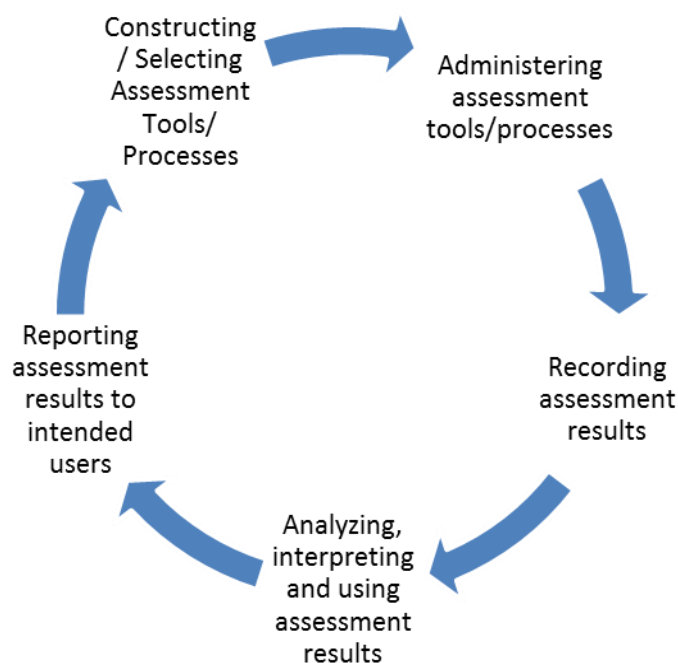 Constructing
/ Selecting
Assessment
Tools/
Processes
Administering
assessment
tools/processes
Recording
assessment
results
Analyzing,
interpreting
and using
assessment
results
Reporting
assessment
results to
intended
users